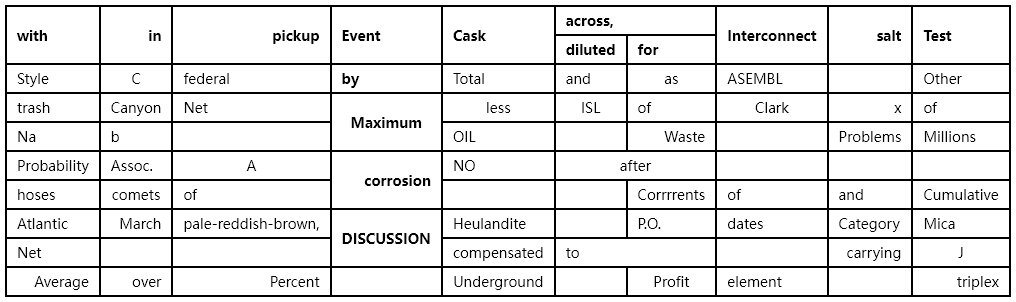 with in pickup Event Cask across, Interconnect salt Test
diluted for
Style C federal by Total and as ASEMBL Other
trash Canyon Net Maximum less ISL of Clark x of
Na b OIL Waste Problems Millions
Probability Assoc. A corrosion NO after
hoses comets of Corrrrents of and Cumulative
Atlantic March pale-reddish-brown, DISCUSSION Heulandite P.O. dates Category Mica
Net compensated to carrying J
Average over Percent Underground Profit element triplex